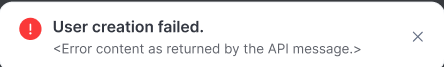 User creation failed.
<Error content as returned by the API message.>